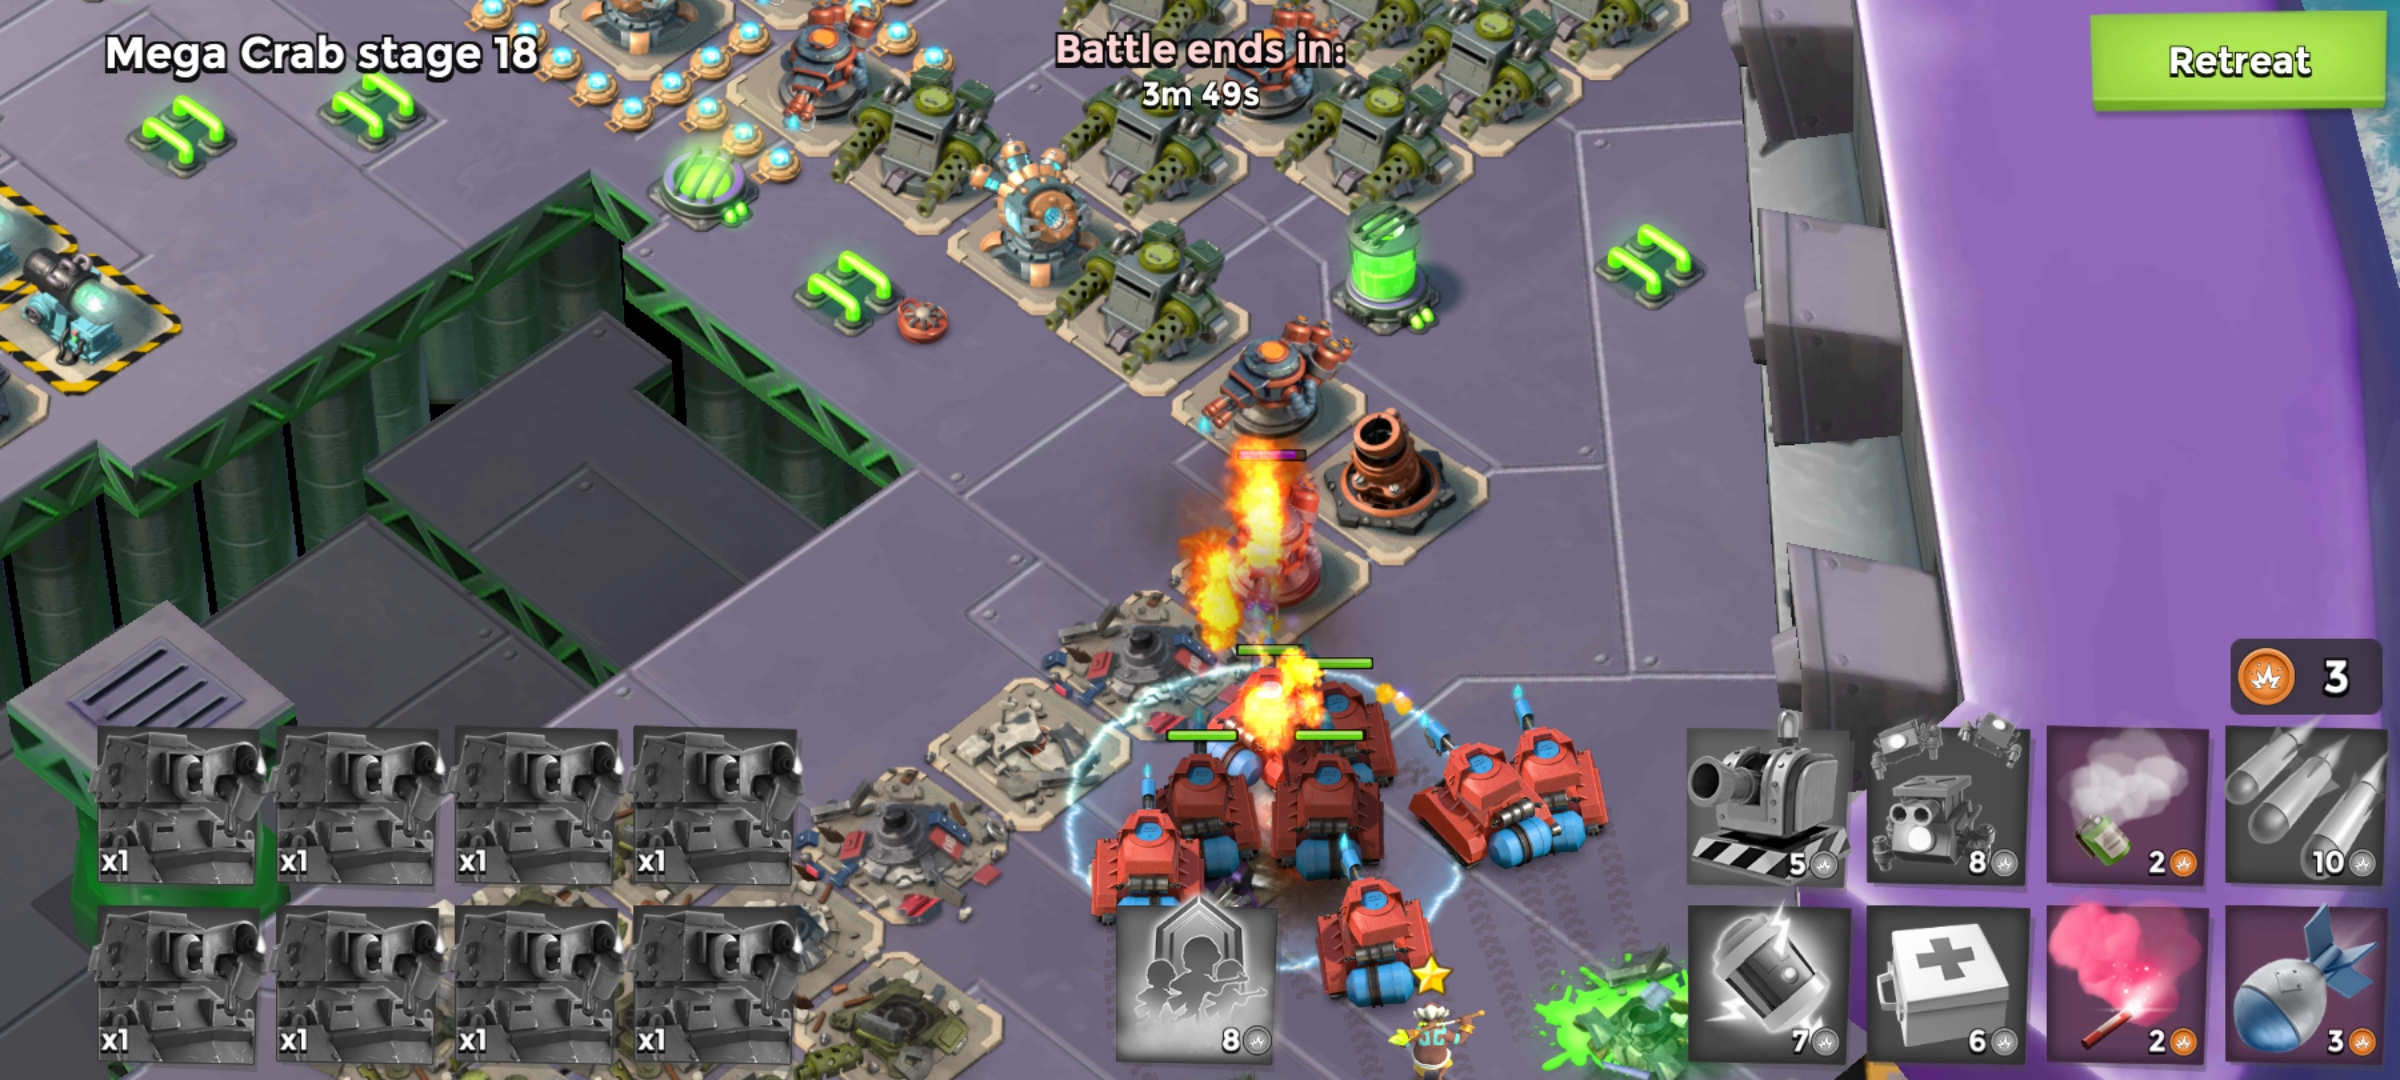 Mega Crab stage 18
Battle ends in:
3m 49s
Retreat
3
x1
x1
x1
x1
5
8
2
10
x1
x1
x1
x1
8
7
6
2
3